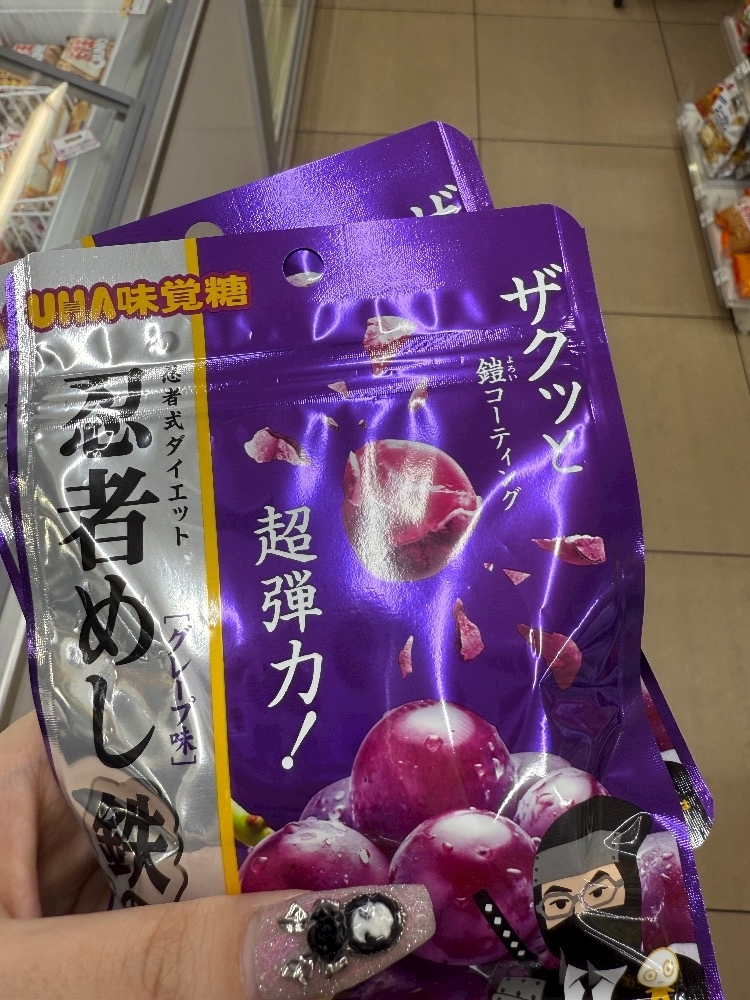 UHA味覚糖
忍者式ダイエット
忍者めし
[グレープ味]
鉄
ザクッと
鎧コーティング
よろい
超弾力!
ザ